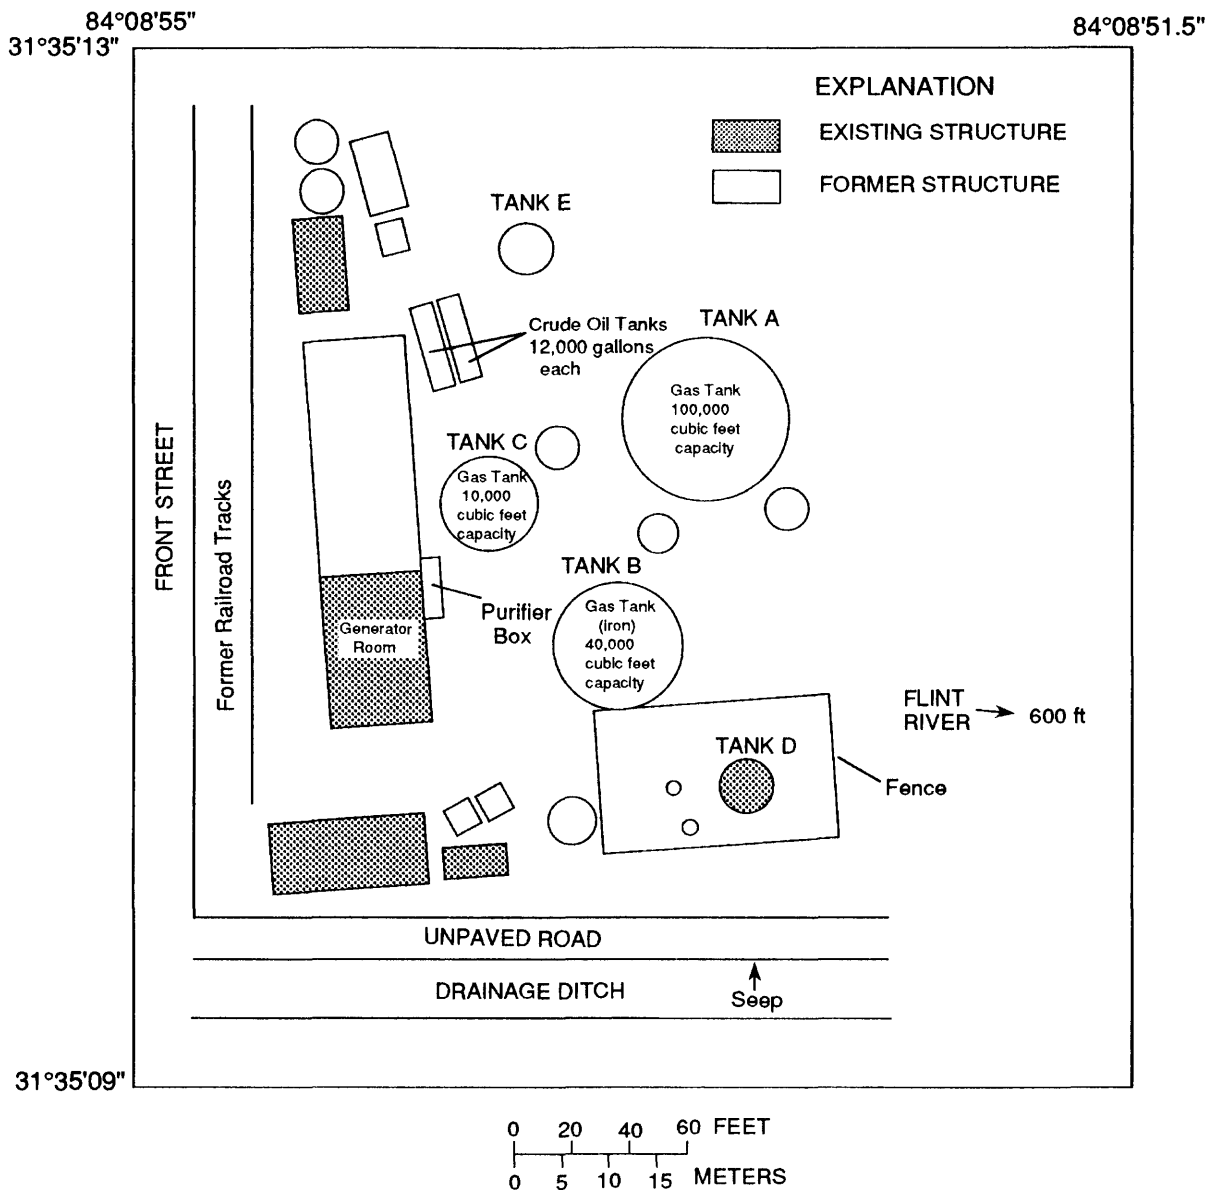 84°08'55"
84°08'51.5"
31°35'13"
EXPLANATION
EXISTING STRUCTURE
FORMER STRUCTURE
TANK E
TANK A
Crude Oil Tanks
12,000 gallons
each
Gas Tank
100,000
cubic feet
capacity
TANK C
Gas Tank
10,000
cubic feet
capacity
FRONT STREET
Former Railroad Tracks
TANK B
Gas Tank
(iron)
40,000
cubic feet
capacity
Purifier
Box
Generator
Room
FLINT
RIVER
600 ft
TANK D
Fence
UNPAVED ROAD
DRAINAGE DITCH
Seep
31°35'09"
0 20 40 60 FEET
0 5 10 15 METERS